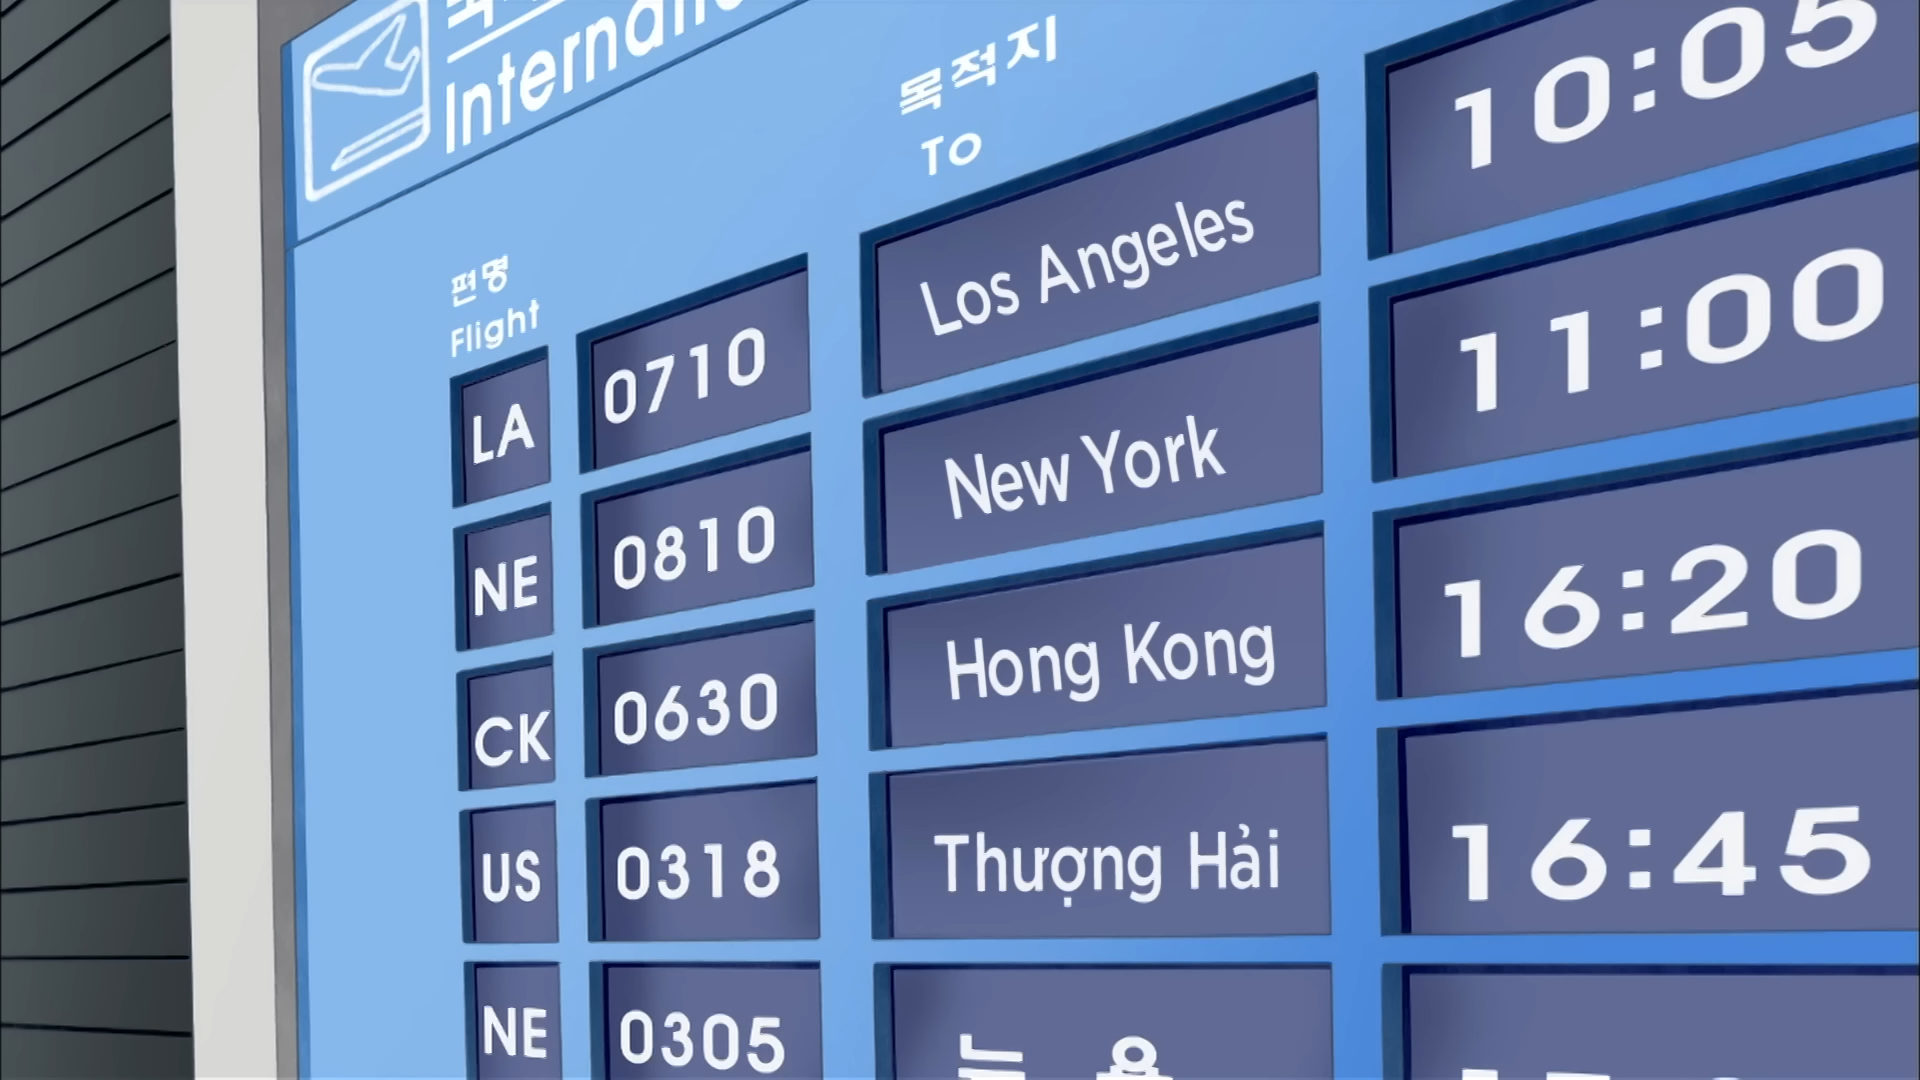 목적지
To
편명
Flight
LA 0710 Los Angeles 10:05
NE 0810 New York 11:00
CK 0630 Hong Kong 16:20
US 0318 Thượng Hải 16:45
NE 0305